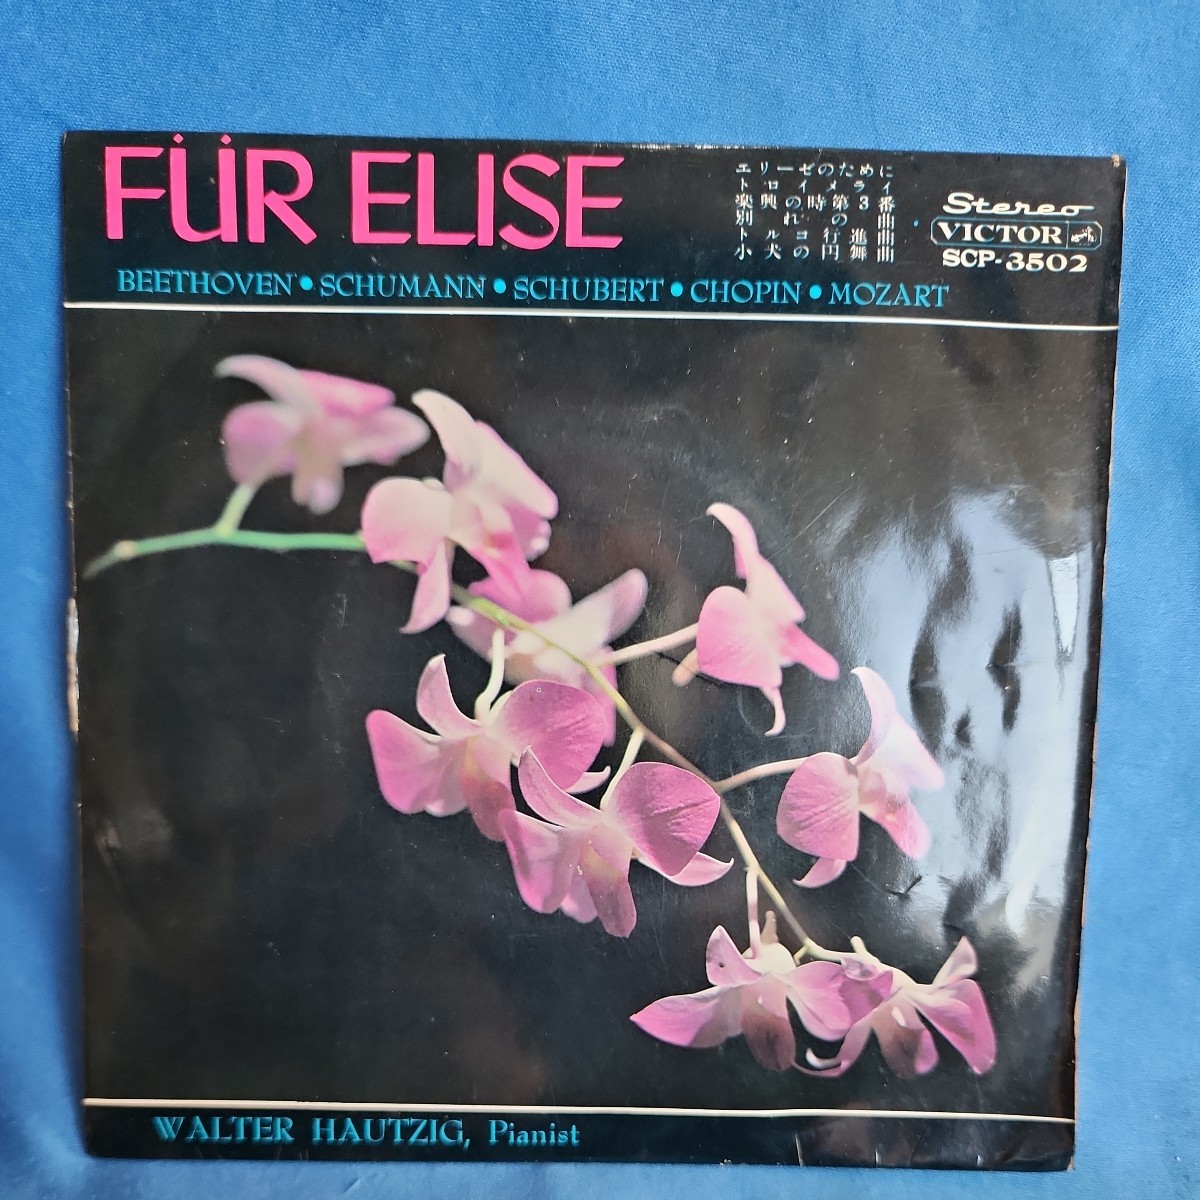 FÜR ELISE
エリーゼのために
トロイメライ
楽興の時第3番
別れの曲
トルコ行進曲
小犬の円舞曲
Stereo
VICTOR
SCP-3502
BEETHOVEN • SCHUMANN • SCHUBERT • CHOPIN • MOZART
WALTER HAUTZIG, Pianist